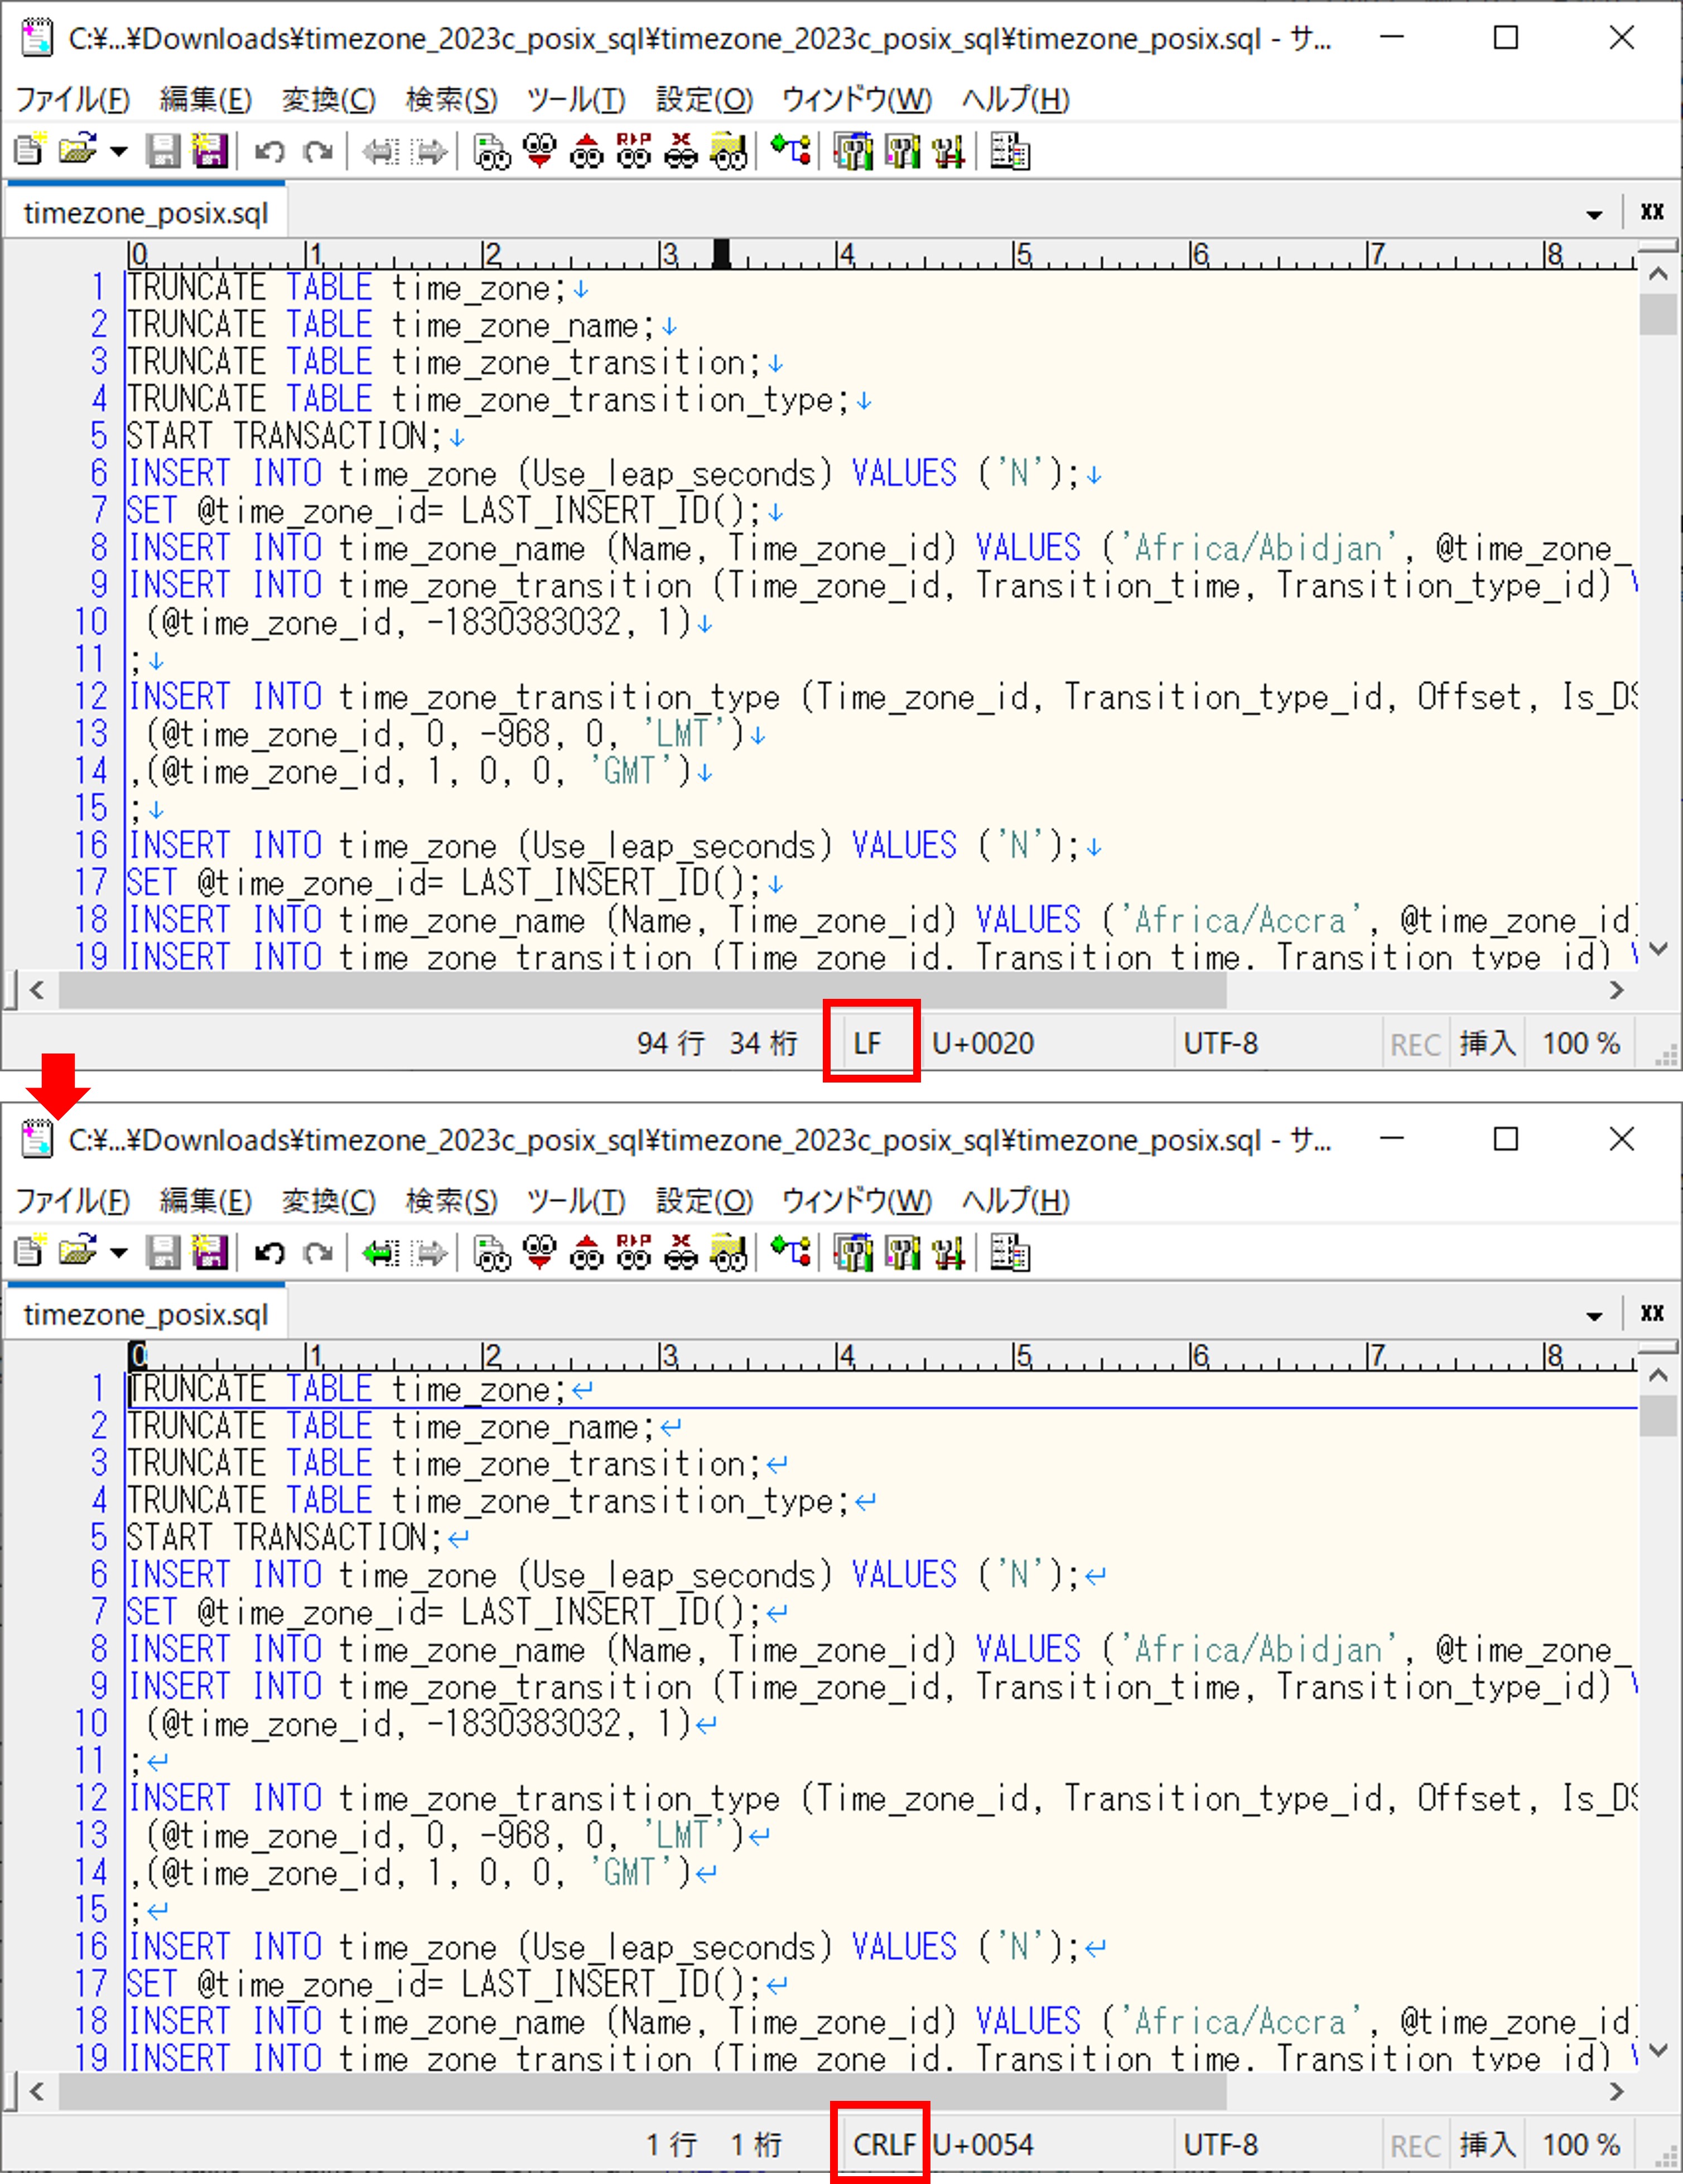 C:¥...¥Downloads¥timezone_2023c_posix_sql¥timezone_2023c_posix_sql¥timezone_posix.sql - サ...
ファイル(F) 編集(E) 変換(C) 検索(S) ツール(T) 設定(O) ウィンドウ(W) ヘルプ(H)
timezone_posix.sql
0 1 2 3 4 5 6 7 8
1 TRUNCATE TABLE time_zone;↓
2 TRUNCATE TABLE time_zone_name;↓
3 TRUNCATE TABLE time_zone_transition;↓
4 TRUNCATE TABLE time_zone_transition_type;↓
5 START TRANSACTION;↓
6 INSERT INTO time_zone (Use_leap_seconds) VALUES ('N');↓
7 SET @time_zone_id= LAST_INSERT_ID();↓
8 INSERT INTO time_zone_name (Name, Time_zone_id) VALUES ('Africa/Abidjan', @time_zone_
9 INSERT INTO time_zone_transition (Time_zone_id, Transition_time, Transition_type_id)
10 (@time_zone_id, -1830383032, 1)↓
11 ;↓
12 INSERT INTO time_zone_transition_type (Time_zone_id, Transition_type_id, Offset, Is_DS
13 (@time_zone_id, 0, -968, 0, 'LMT')↓
14 ,(@time_zone_id, 1, 0, 0, 'GMT')↓
15 ;↓
16 INSERT INTO time_zone (Use_leap_seconds) VALUES ('N');↓
17 SET @time_zone_id= LAST_INSERT_ID();↓
18 INSERT INTO time_zone_name (Name, Time_zone_id) VALUES ('Africa/Accra', @time_zone_id
19 INSERT INTO time_zone_transition (Time_zone_id, Transition_time, Transition_type_id)
94 行 34 桁 LF U+0020 UTF-8 REC 挿入 100 %
C:¥...¥Downloads¥timezone_2023c_posix_sql¥timezone_2023c_posix_sql¥timezone_posix.sql - サ...
ファイル(F) 編集(E) 変換(C) 検索(S) ツール(T) 設定(O) ウィンドウ(W) ヘルプ(H)
timezone_posix.sql
0 1 2 3 4 5 6 7 8
1 TRUNCATE TABLE time_zone;↵
2 TRUNCATE TABLE time_zone_name;↵
3 TRUNCATE TABLE time_zone_transition;↵
4 TRUNCATE TABLE time_zone_transition_type;↵
5 START TRANSACTION;↵
6 INSERT INTO time_zone (Use_leap_seconds) VALUES ('N');↵
7 SET @time_zone_id= LAST_INSERT_ID();↵
8 INSERT INTO time_zone_name (Name, Time_zone_id) VALUES ('Africa/Abidjan', @time_zone_
9 INSERT INTO time_zone_transition (Time_zone_id, Transition_time, Transition_type_id)
10 (@time_zone_id, -1830383032, 1)↵
11 ;↵
12 INSERT INTO time_zone_transition_type (Time_zone_id, Transition_type_id, Offset, Is_DS
13 (@time_zone_id, 0, -968, 0, 'LMT')↵
14 ,(@time_zone_id, 1, 0, 0, 'GMT')↵
15 ;↵
16 INSERT INTO time_zone (Use_leap_seconds) VALUES ('N');↵
17 SET @time_zone_id= LAST_INSERT_ID();↵
18 INSERT INTO time_zone_name (Name, Time_zone_id) VALUES ('Africa/Accra', @time_zone_id
19 INSERT INTO time_zone_transition (Time_zone_id, Transition_time, Transition_type_id)
1 行 1 桁 CRLF U+0054 UTF-8 REC 挿入 100 %